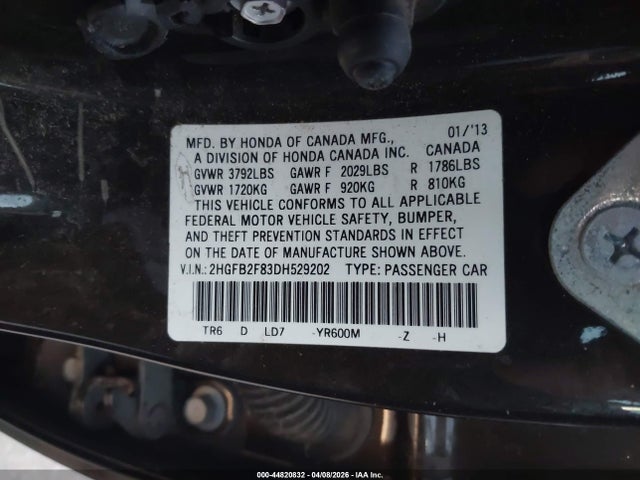 MFD. BY HONDA OF CANADA MFG., 01/'13
A DIVISION OF HONDA CANADA INC. CANADA
GVWR 3792LBS GAWR F 2029LBS R 1786LBS
GVWR 1720KG GAWR F 920KG R 810KG
THIS VEHICLE CONFORMS TO ALL APPLICABLE
FEDERAL MOTOR VEHICLE SAFETY, BUMPER,
AND THEFT PREVENTION STANDARDS IN EFFECT
ON THE DATE OF MANUFACTURE SHOWN ABOVE.
V.I.N.: 2HGFB2F83DH529202 TYPE: PASSENGER CAR
TR6 D LD7 -YR600M -Z -H
000-44820832 - 04/08/2026 - IAA Inc.